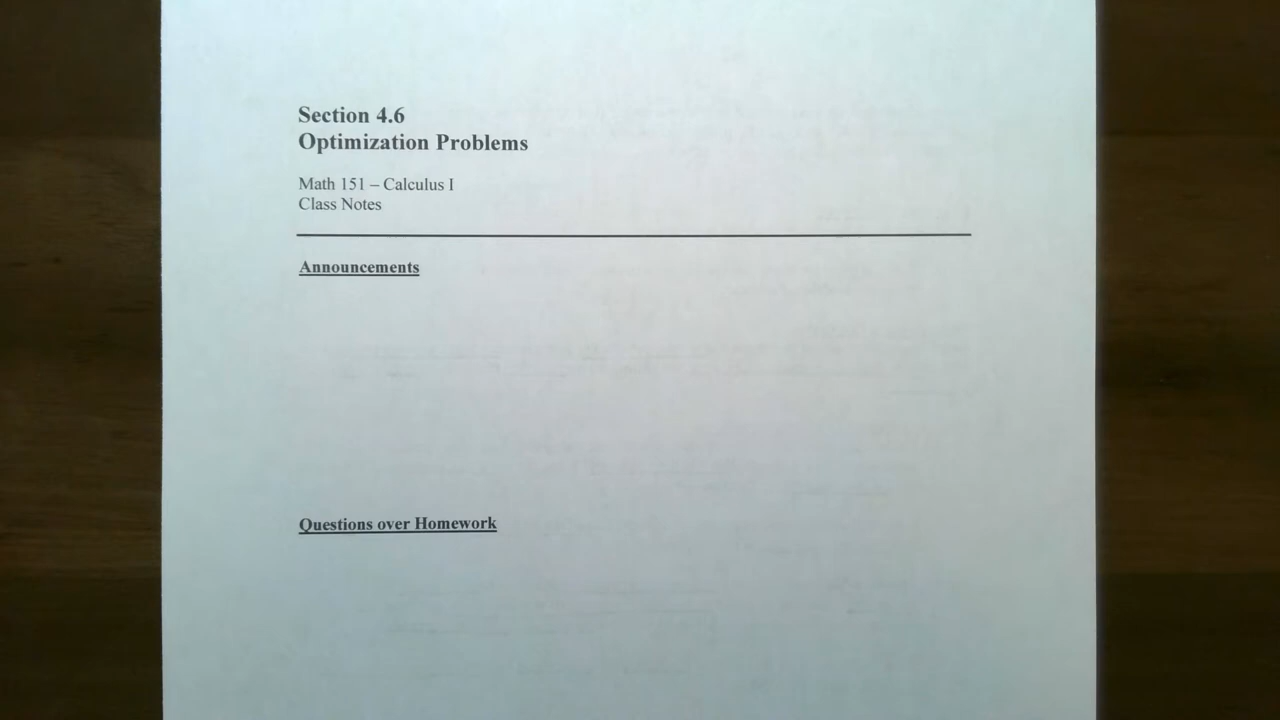 Section 4.6
Optimization Problems
Math 151 – Calculus I
Class Notes
Announcements
Questions over Homework